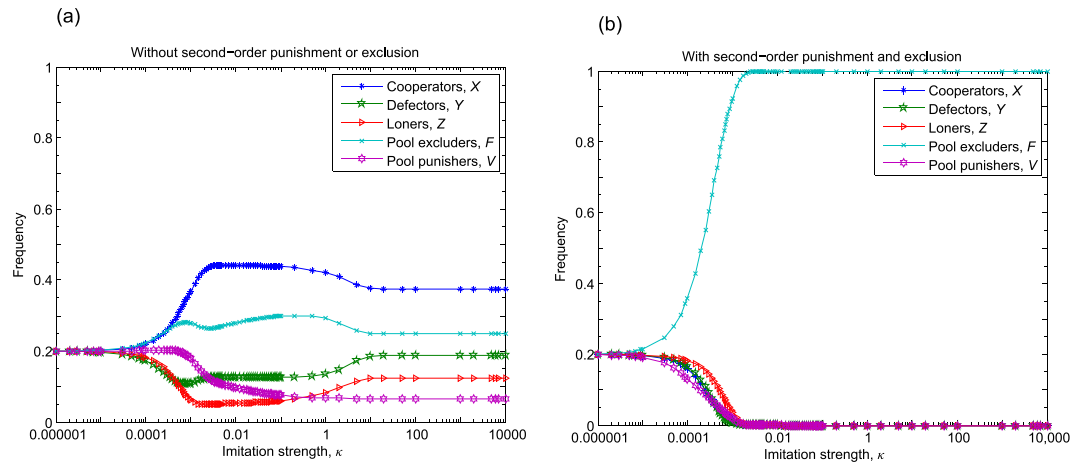 (a)
Without second−order punishment or exclusion
Cooperators, X
Defectors, Y
Loners, Z
Pool excluders, F
Pool punishers, V
1
0.8
0.6
0.4
0.2
0
Frequency
0.000001
0.0001
0.01
1
100
10000
Imitation strength, κ
(b)
With second−order punishment and exclusion
Cooperators, X
Defectors, Y
Loners, Z
Pool excluders, F
Pool punishers, V
1
0.8
0.6
0.4
0.2
0
Frequency
0.000001
0.0001
0.01
1
100
10,000
Imitation strength, κ